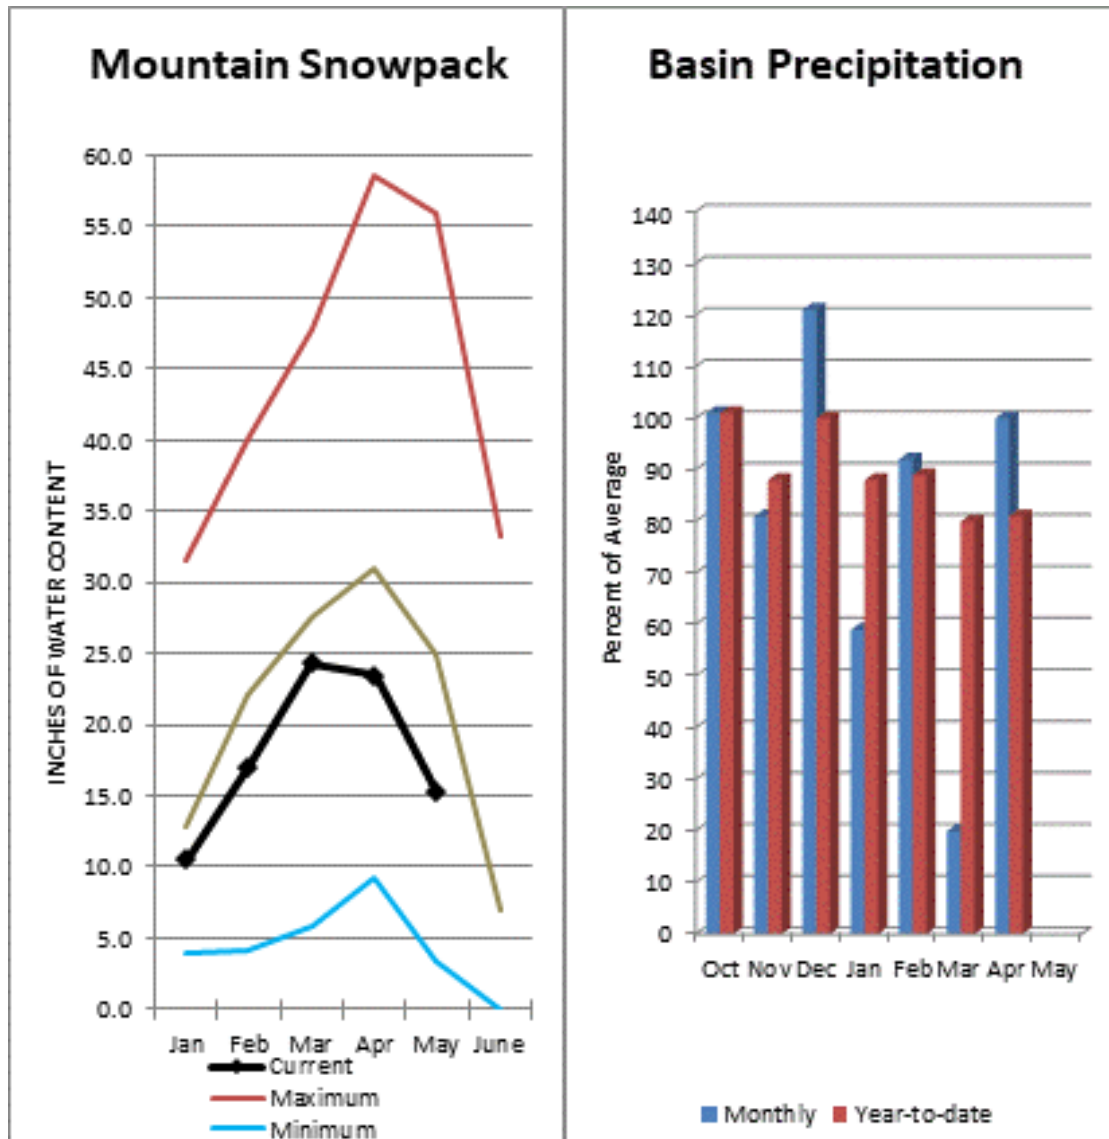 Mountain Snowpack
60.0
55.0
50.0
45.0
40.0
35.0
30.0
25.0
20.0
15.0
10.0
5.0
0.0
INCHES OF WATER CONTENT
Jan Feb Mar Apr May June
Current
Maximum
Minimum
Basin Precipitation
140
130
120
110
100
90
80
70
60
50
40
30
20
10
0
Percent of Average
Oct Nov Dec Jan Feb Mar Apr May
Monthly Year-to-date